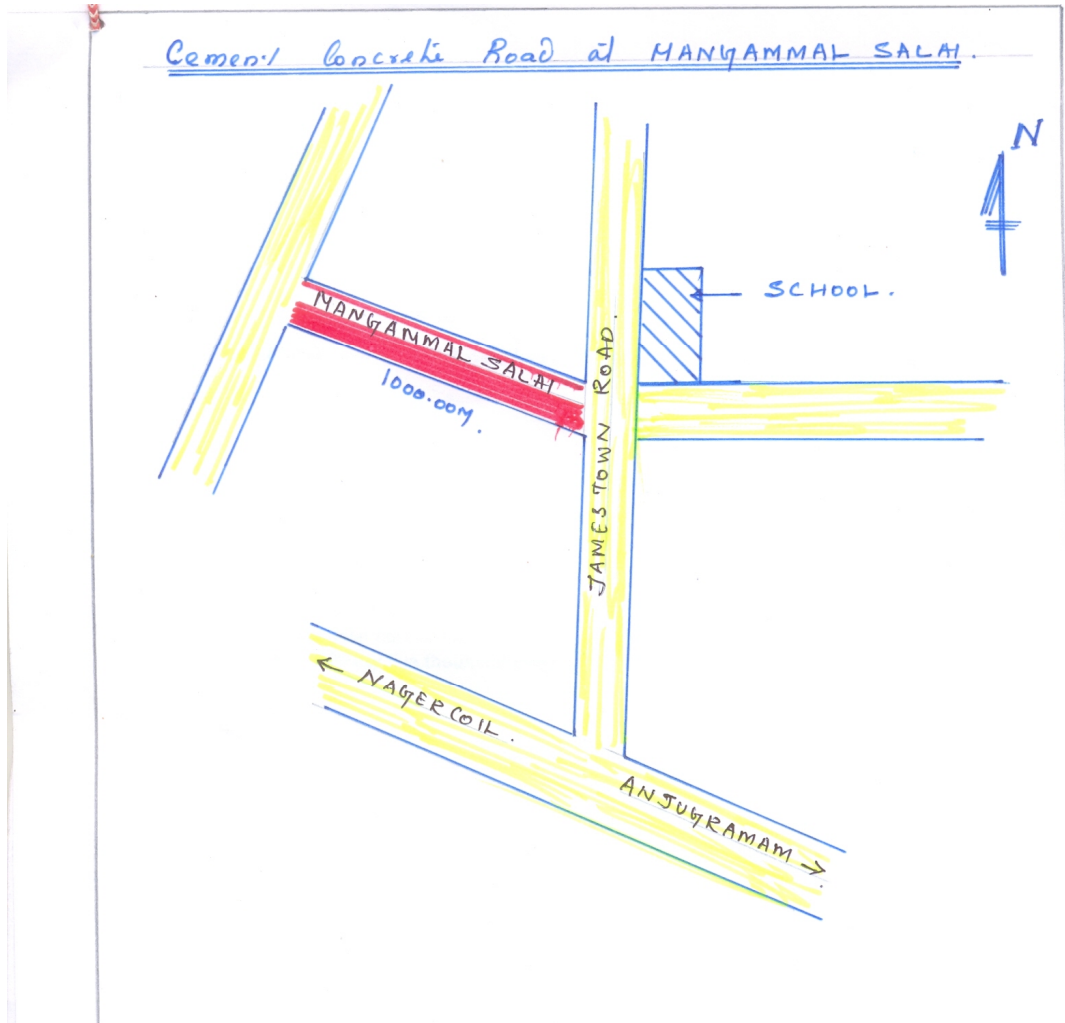 Cement Concrete Road at MANGAMMAL SALAI.
N
SCHOOL.
MANGAMMAL SALAI
1000.00M.
JAMES TOWN ROAD.
← NAGERCOIL.
ANJUGRAMAM →